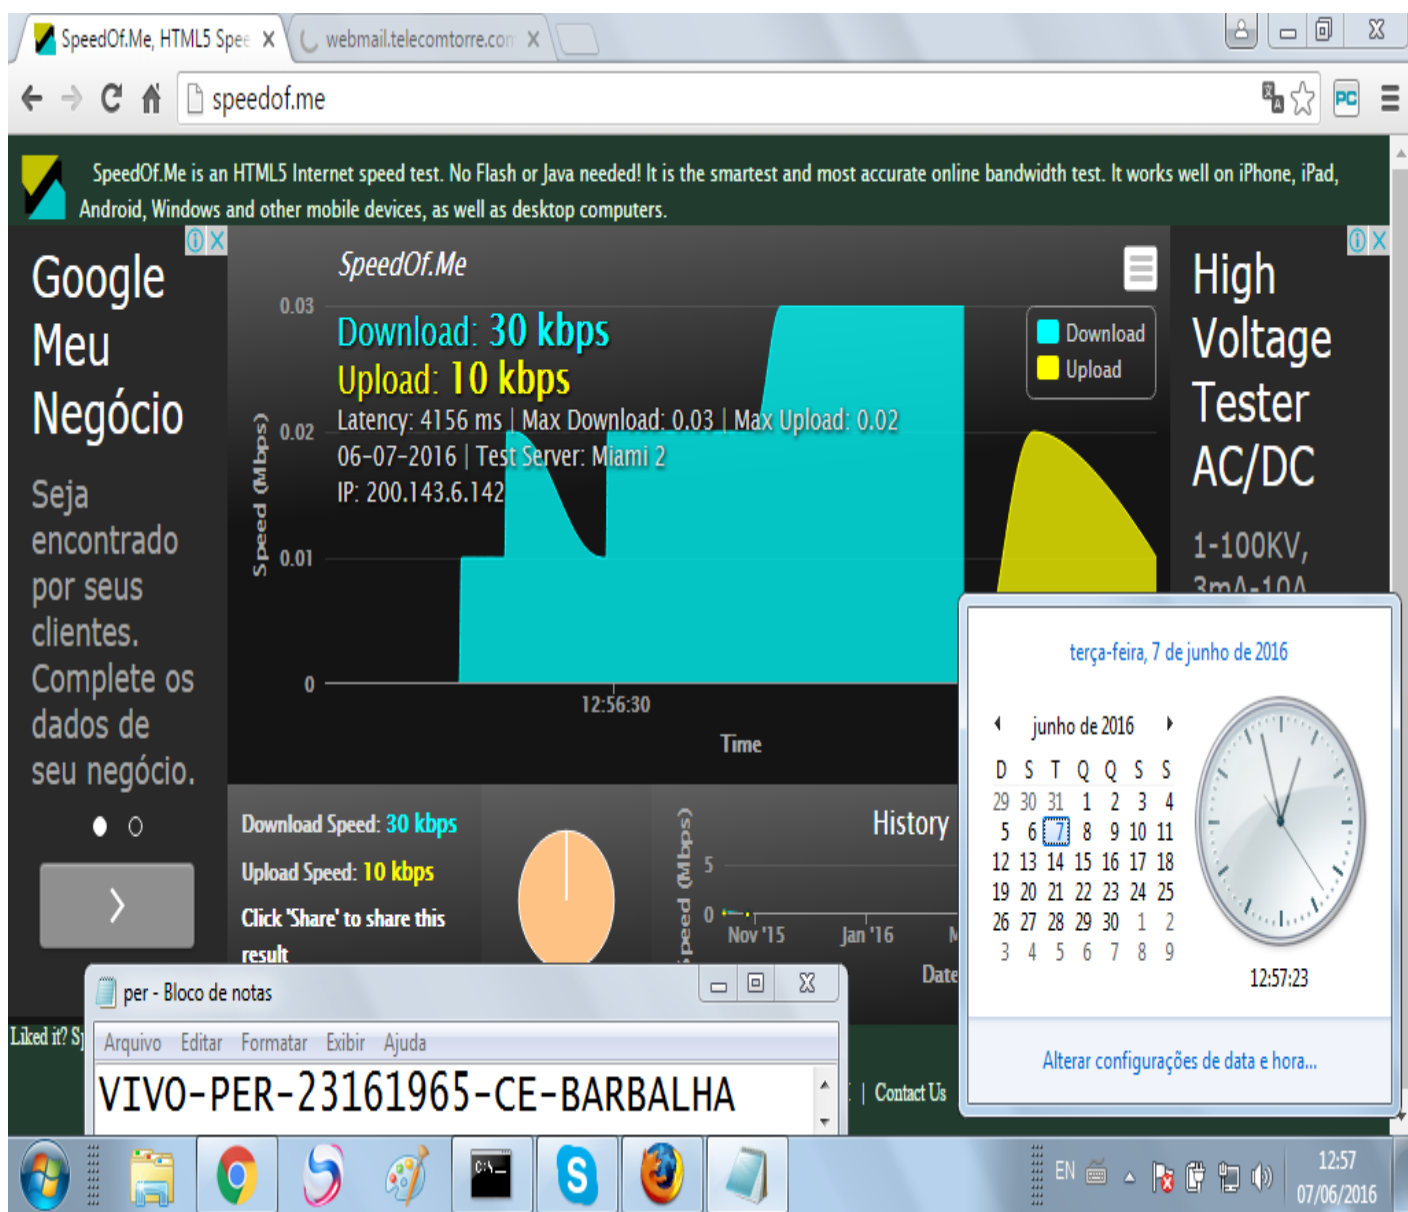 SpeedOf.Me, HTML5 Spee
webmail.telecomtorre.com
speedof.me
PC
SpeedOf.Me is an HTML5 Internet speed test. No Flash or Java needed! It is the smartest and most accurate online bandwidth test. It works well on iPhone, iPad,
Android, Windows and other mobile devices, as well as desktop computers.
Google
Meu
Negócio
Seja
encontrado
por seus
clientes.
Complete os
dados de
seu negócio.
SpeedOf.Me
Download: 30 kbps
Upload: 10 kbps
Latency: 4156 ms | Max Download: 0.03 | Max Upload: 0.02
06-07-2016 | Test Server: Miami 2
IP: 200.143.6.142
Download
Upload
Speed (Mbps)
0.03
0.02
0.01
0
12:56:30
Time
High
Voltage
Tester
AC/DC
1-100KV,
3mA-10A
Download Speed: 30 kbps
Upload Speed: 10 kbps
Click 'Share' to share this
result
History
Speed (Mbps)
5
0
Nov '15
Jan '16
M
Date
terça-feira, 7 de junho de 2016
junho de 2016
D S T Q Q S S
29 30 31 1 2 3 4
5 6 7 8 9 10 11
12 13 14 15 16 17 18
19 20 21 22 23 24 25
26 27 28 29 30 1 2
3 4 5 6 7 8 9
12:57:23
Alterar configurações de data e hora...
Liked it? Sp
| Contact Us
per - Bloco de notas
Arquivo Editar Formatar Exibir Ajuda
VIVO-PER-23161965-CE-BARBALHA
C:\_
EN
12:57
07/06/2016